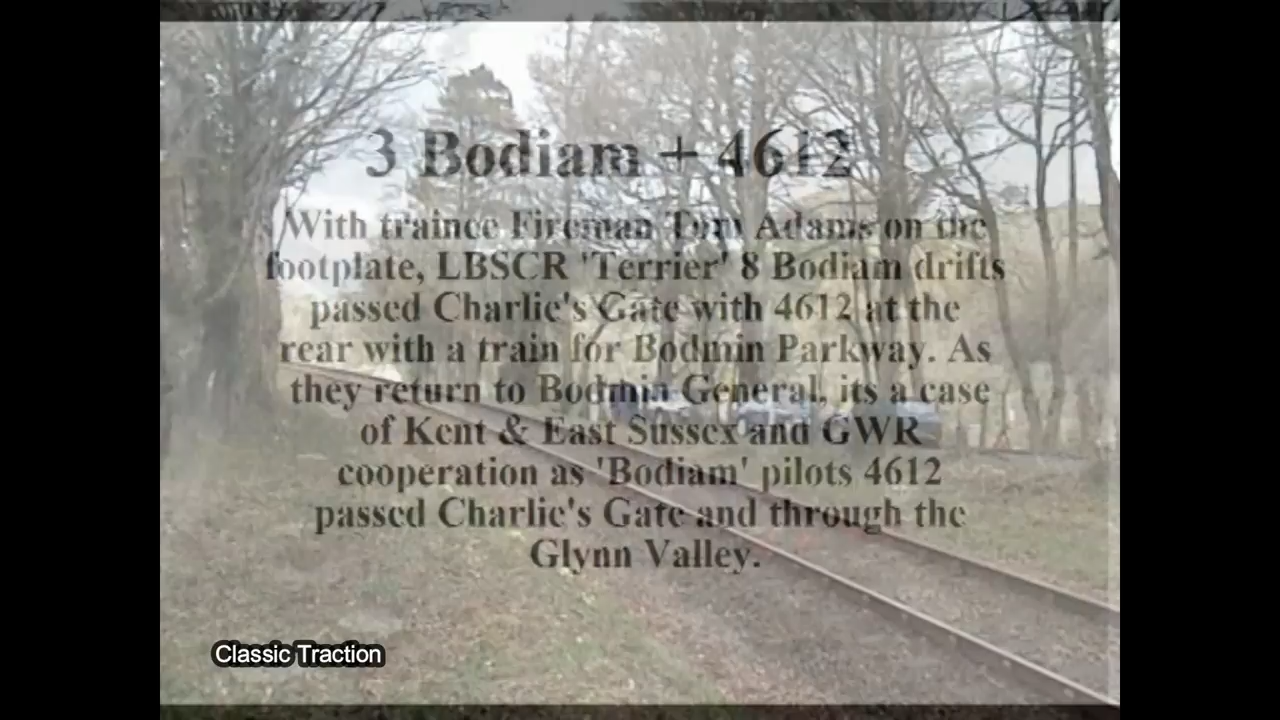 3 Bodiam + 4612
With trainee Fireman Tom Adams on the
footplate, LBSCR 'Terrier' 8 Bodiam drifts
passed Charlie's Gate with 4612 at the
rear with a train for Bodmin Parkway. As
they return to Bodmin General, its a case
of Kent & East Sussex and GWR
cooperation as 'Bodiam' pilots 4612
passed Charlie's Gate and through the
Glynn Valley.
Classic Traction